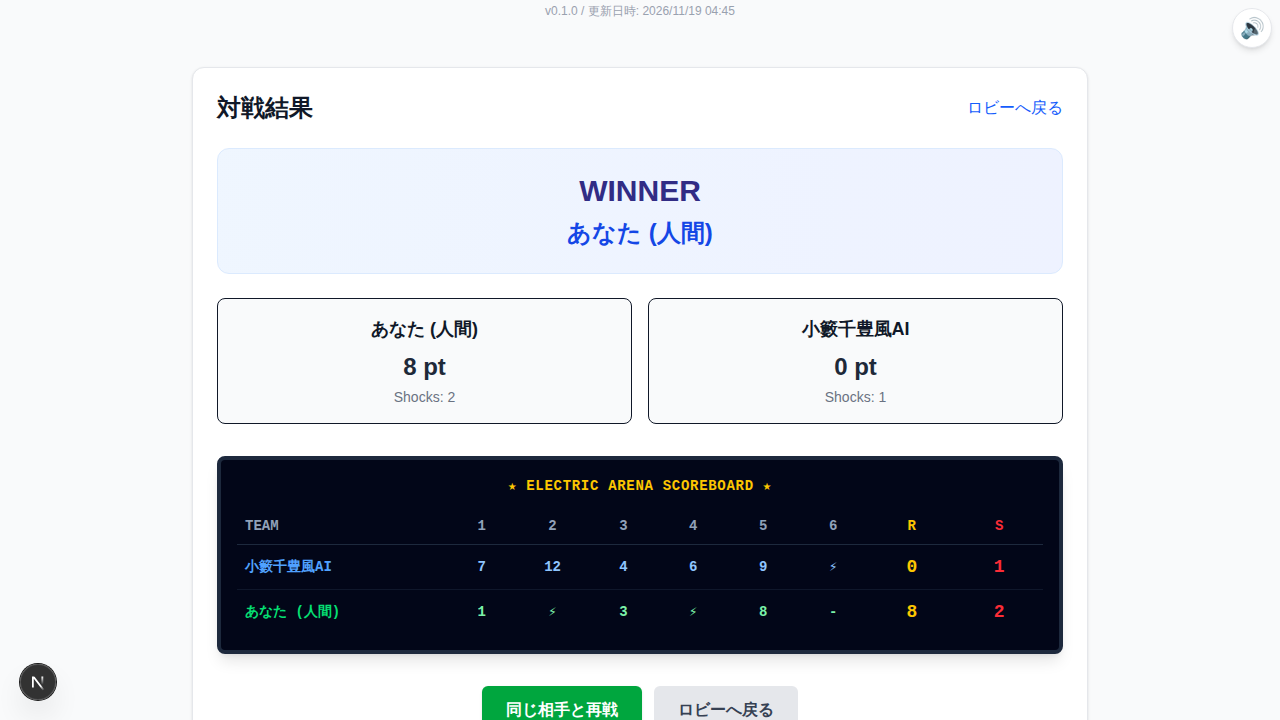 v0.1.0 / 更新日時: 2026/11/19 04:45
対戦結果
ロビーへ戻る
WINNER
あなた (人間)
あなた (人間)
8 pt
Shocks: 2
小籔千豊風AI
0 pt
Shocks: 1
★ ELECTRIC ARENA SCOREBOARD ★
TEAM 1 2 3 4 5 6 R S
小籔千豊風AI 7 12 4 6 9 ⚡ 0 1
あなた (人間) 1 ⚡ 3 ⚡ 8 - 8 2
同じ相手と再戦
ロビーへ戻る
N